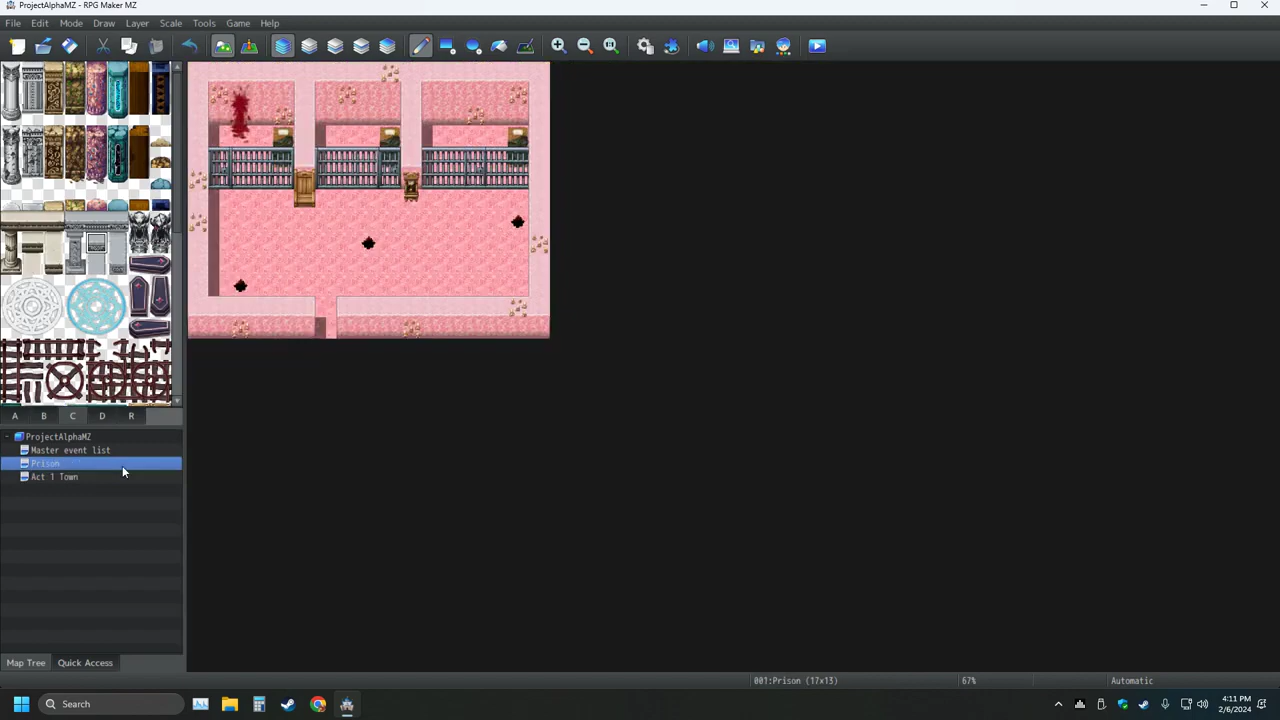 ProjectAlphaMZ - RPG Maker MZ
File Edit Mode Draw Layer Scale Tools Game Help
A B C D R
ProjectAlphaMZ
Master event list
Prison
Act 1 Town
Map Tree Quick Access
001:Prison (17x13) 67% Automatic
Search
4:11 PM
2/6/2024